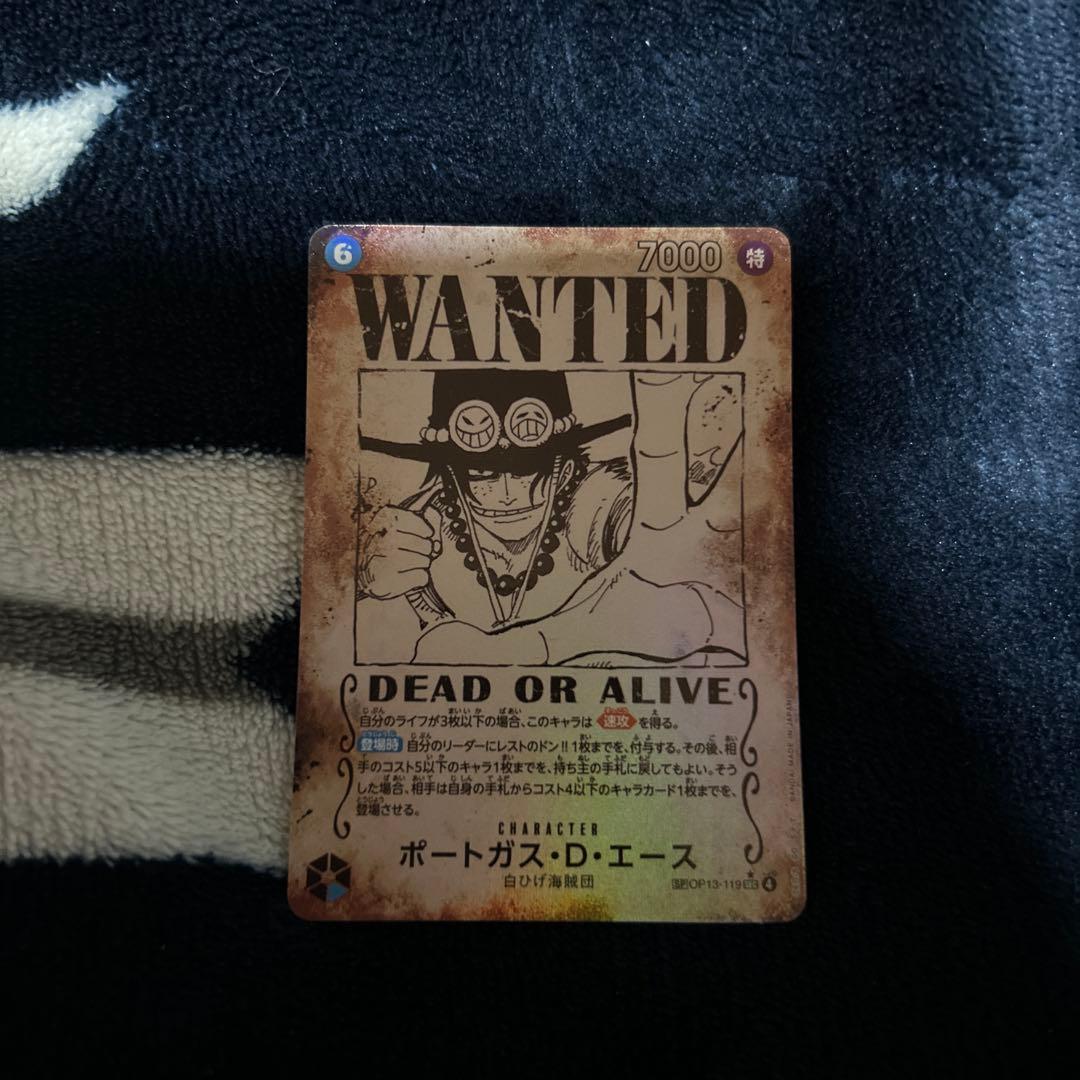 6 7000 特
WANTED
DEAD OR ALIVE
自分のライフが3枚以下の場合、このキャラは 速攻 を得る。
登場時 自分のリーダーにレストのドン!!1枚までを、付与する。その後、相
手のコスト5以下のキャラ1枚までを、持ち主の手札に戻してもよい。そう
した場合、相手は自身の手札からコスト4以下のキャラカード1枚までを、
登場させる。
CHARACTER
ポートガス・D・エース
白ひげ海賊団
SP OP13-119 SEC 4
BANDAI MADE IN JAPAN